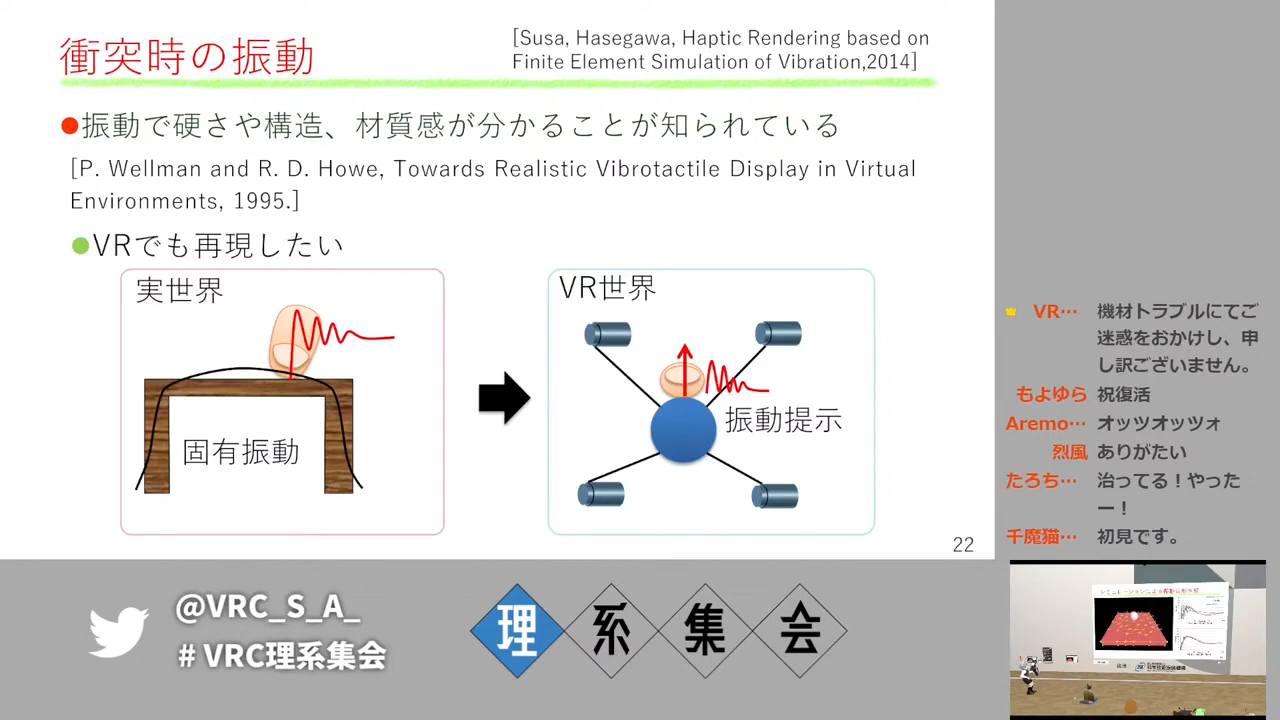 衝突時の振動
[Susa, Hasegawa, Haptic Rendering based on
Finite Element Simulation of Vibration,2014]
振動で硬さや構造、材質感が分かることが知られている
[P. Wellman and R. D. Howe, Towards Realistic Vibrotactile Display in Virtual
Environments, 1995.]
VRでも再現したい
実世界
固有振動
VR世界
振動提示
22
VR… 機材トラブルにてご
迷惑をおかけし、申
し訳ございません。
もよゆら 祝復活
Aremo… オッツオッツォ
烈風 ありがたい
たろち… 治ってる！やった
ー！
千魔猫… 初見です。
@VRC_S_A_
# VRC理系集会
理系集会